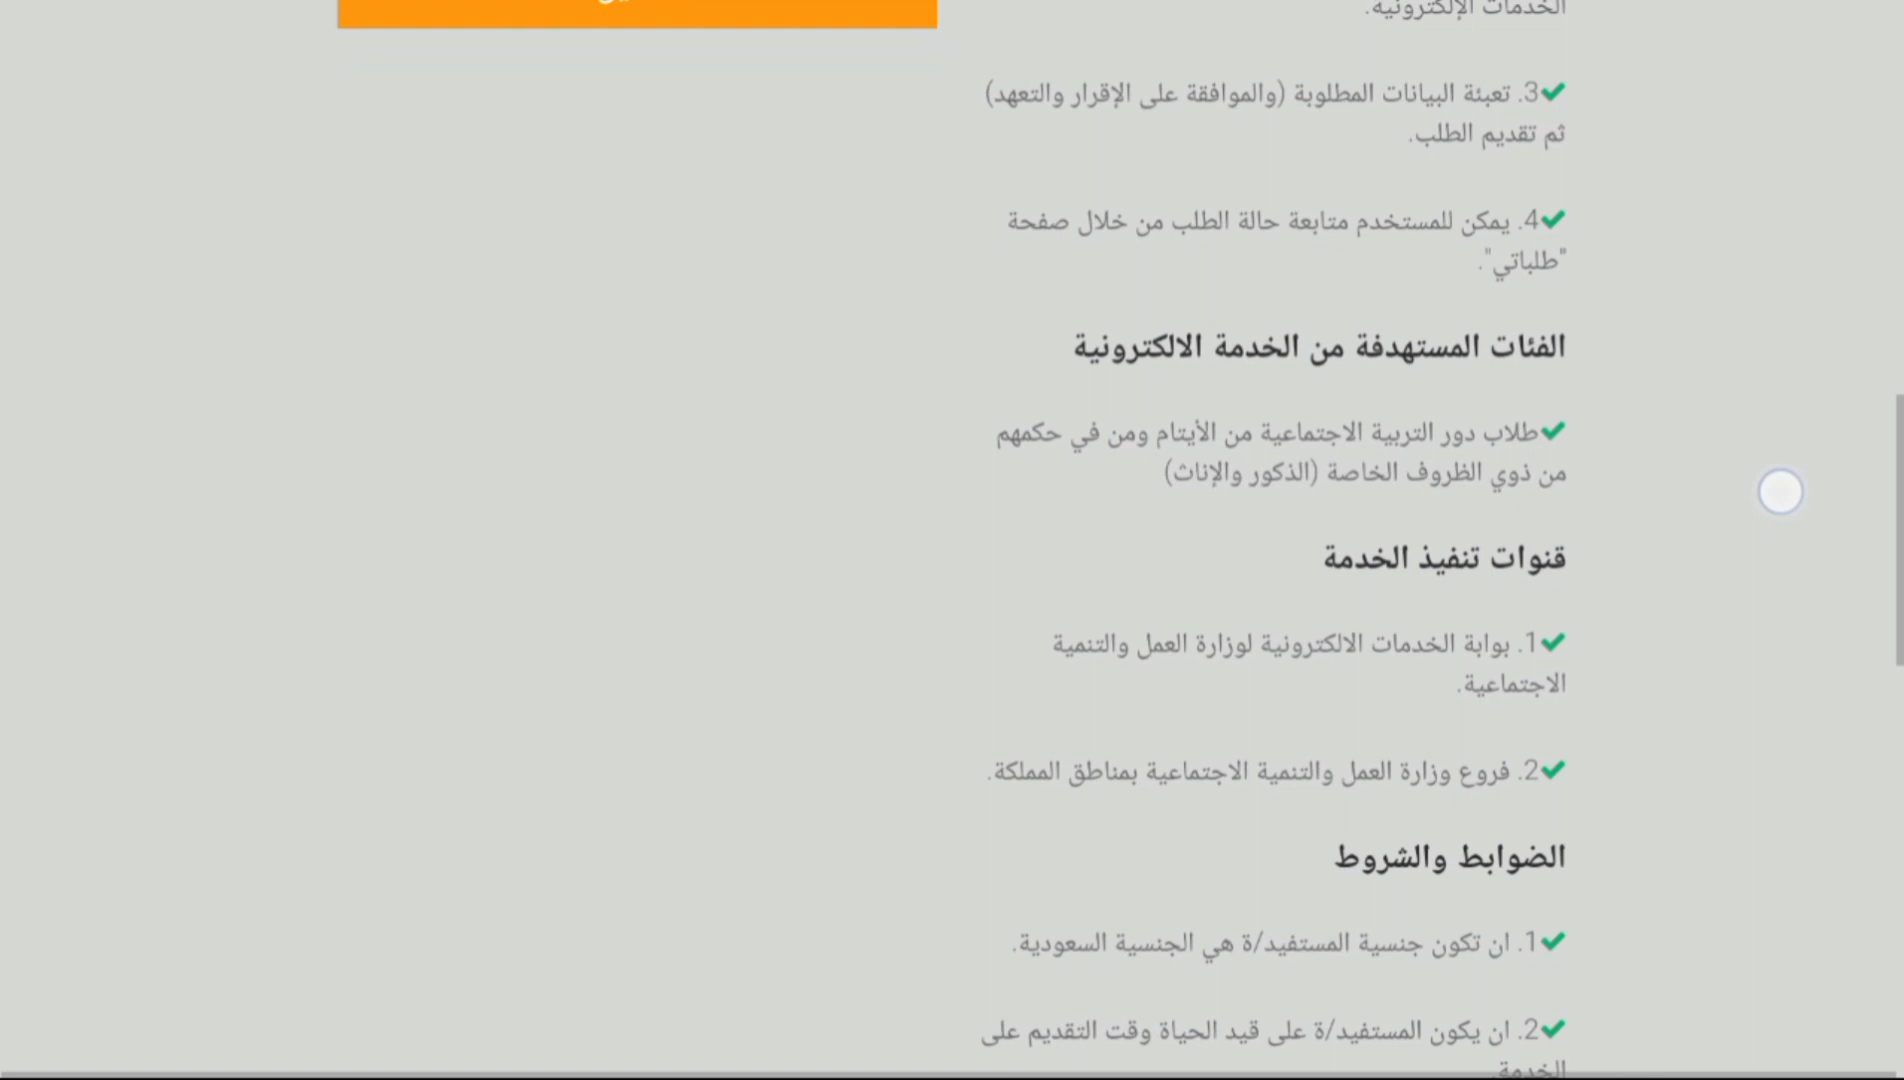 الخدمات الإلكترونية.
3. تعبئة البيانات المطلوبة (والموافقة على الإقرار والتعهد)
ثم تقديم الطلب.
4. يمكن للمستخدم متابعة حالة الطلب من خلال صفحة
"طلباتي".
الفئات المستهدفة من الخدمة الالكترونية
طلاب دور التربية الاجتماعية من الأيتام ومن في حكمهم
من ذوي الظروف الخاصة (الذكور والإناث)
قنوات تنفيذ الخدمة
1. بوابة الخدمات الالكترونية لوزارة العمل والتنمية
الاجتماعية.
2. فروع وزارة العمل والتنمية الاجتماعية بمناطق المملكة.
الضوابط والشروط
1. ان تكون جنسية المستفيد/ة هي الجنسية السعودية.
2. ان يكون المستفيد/ة على قيد الحياة وقت التقديم على
الخدمة.